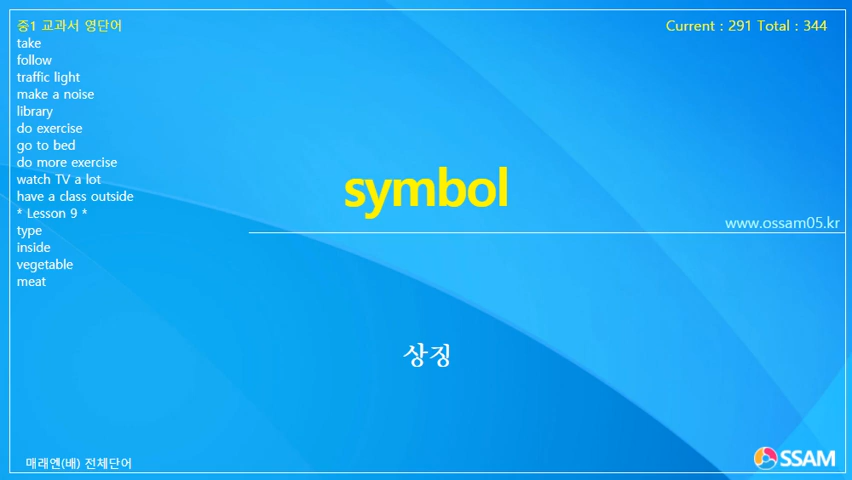 중1 교과서 영단어
Current : 291 Total : 344
take
follow
traffic light
make a noise
library
do exercise
go to bed
do more exercise
watch TV a lot
have a class outside
* Lesson 9 *
type
inside
vegetable
meat
symbol
www.ossam05.kr
상징
매래엔(배) 전체단어
OSSAM